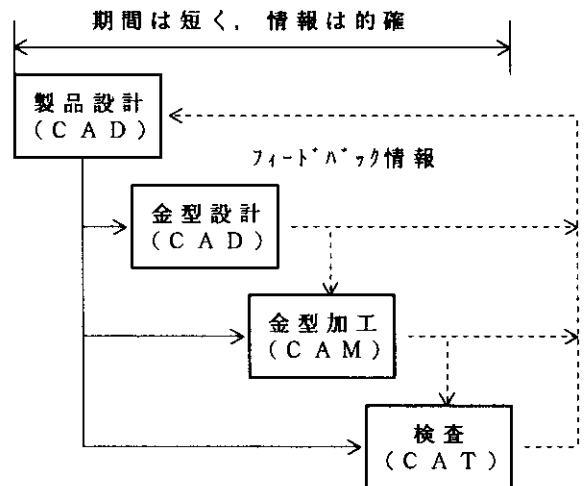 期間は短く，情報は的確
製品設計
(CAD)
フィードバック情報
金型設計
(CAD)
金型加工
(CAM)
検査
(CAT)